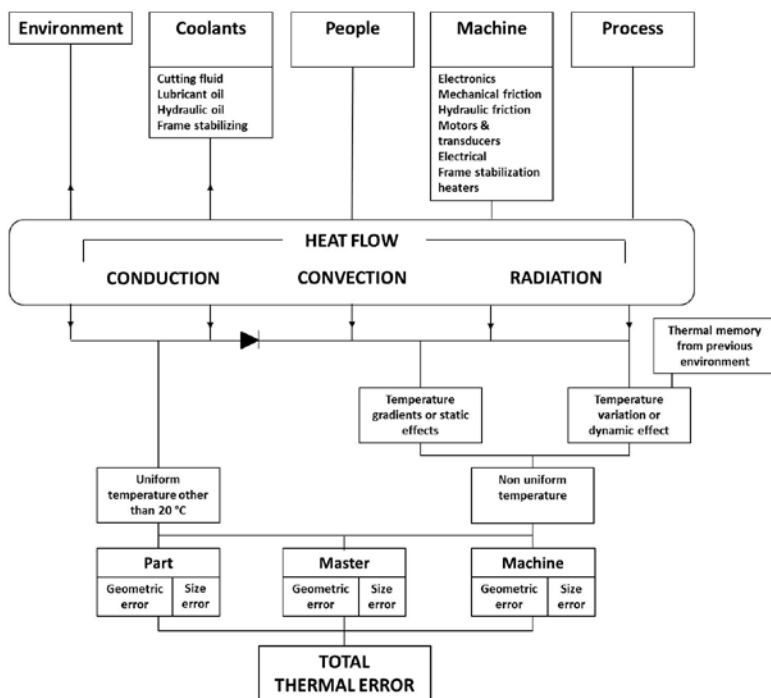 Environment
Coolants
Cutting fluid
Lubricant oil
Hydraulic oil
Frame stabilizing
People
Machine
Electronics
Mechanical friction
Hydraulic friction
Motors &
transducers
Electrical
Frame stabilization
heaters
Process
HEAT FLOW
CONDUCTION
CONVECTION
RADIATION
Thermal memory
from previous
environment
Temperature
gradients or static
effects
Temperature
variation or
dynamic effect
Uniform
temperature other
than 20 °C
Non uniform
temperature
Part
Geometric
error
Size
error
Master
Geometric
error
Size
error
Machine
Geometric
error
Size
error
TOTAL
THERMAL ERROR